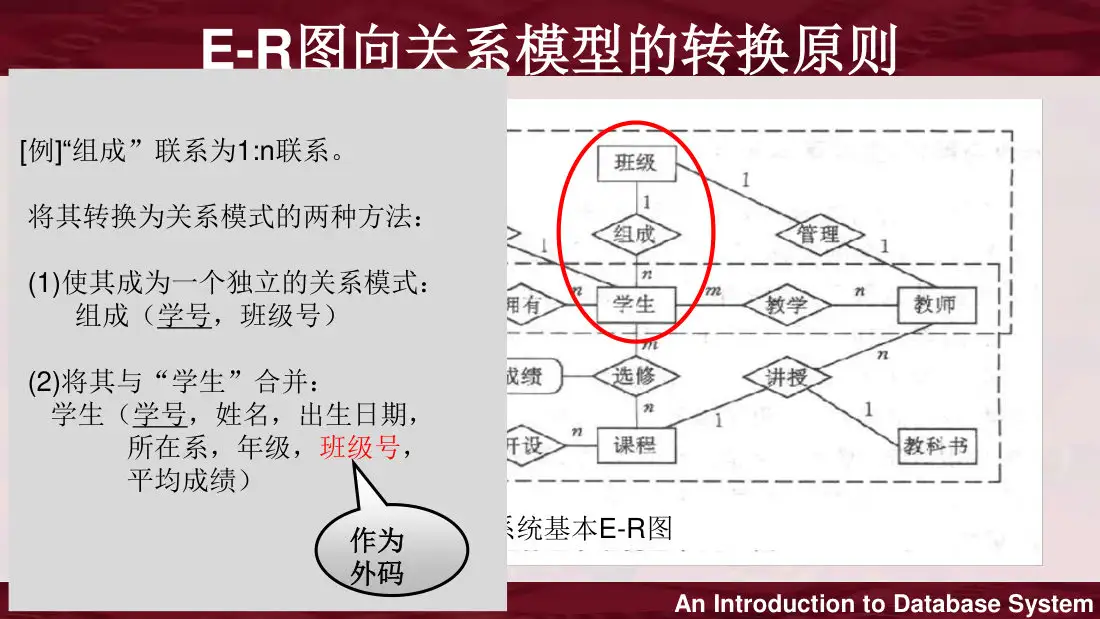 E-R图向关系模型的转换原则
[例]“组成”联系为1:n联系。
将其转换为关系模式的两种方法：
(1)使其成为一个独立的关系模式：
组成（学号，班级号）
(2)将其与“学生”合并：
学生（学号，姓名，出生日期，
所在系，年级，班级号，
平均成绩）
作为
外码
班级
1
1
组成
管理
1
1
n
n
n
拥有
学生
m
教学
n
教师
m
n
成绩
选修
讲授
n
1
1
开设
n
课程
教科书
系统基本E-R图
An Introduction to Database System